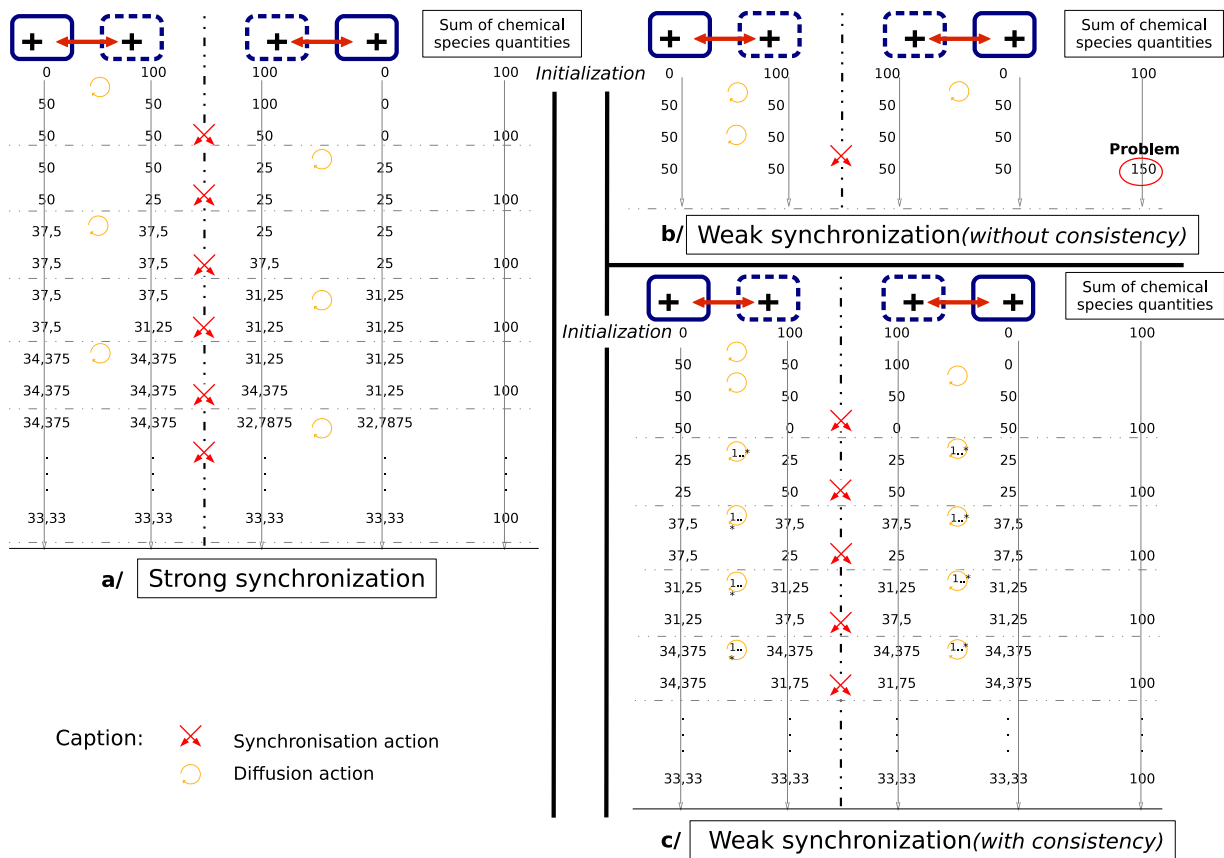 Sum of chemical
species quantities
0 100 100 0 100
50 50 100 0
50 50 50 0 100
50 50 25 25
50 25 25 25 100
37,5 37,5 25 25
37,5 37,5 37,5 25 100
37,5 37,5 31,25 31,25
37,5 31,25 31,25 31,25 100
34,375 34,375 31,25 31,25
34,375 34,375 34,375 31,25 100
34,375 34,375 32,7875 32,7875
33,33 33,33 33,33 33,33 100
a/ Strong synchronization
Caption:
Synchronisation action
Diffusion action
Sum of chemical
species quantities
Initialization
0 100 100 0 100
50 50 50 50
50 50 50 50
Problem
50 50 50 50 150
b/ Weak synchronization(without consistency)
Sum of chemical
species quantities
Initialization
0 100 100 0 100
50 50 100 0
50 50 50 50
50 0 0 50 100
25 1..* 25 25 1..* 25
25 50 50 25 100
37,5 1..* 37,5 37,5 1..* 37,5
37,5 25 25 37,5 100
31,25 1..* 31,25 31,25 1..* 31,25
31,25 37,5 37,5 31,25 100
34,375 1..* 34,375 34,375 1..* 34,375
34,375 31,75 31,75 34,375 100
33,33 33,33 33,33 33,33 100
c/ Weak synchronization(with consistency)